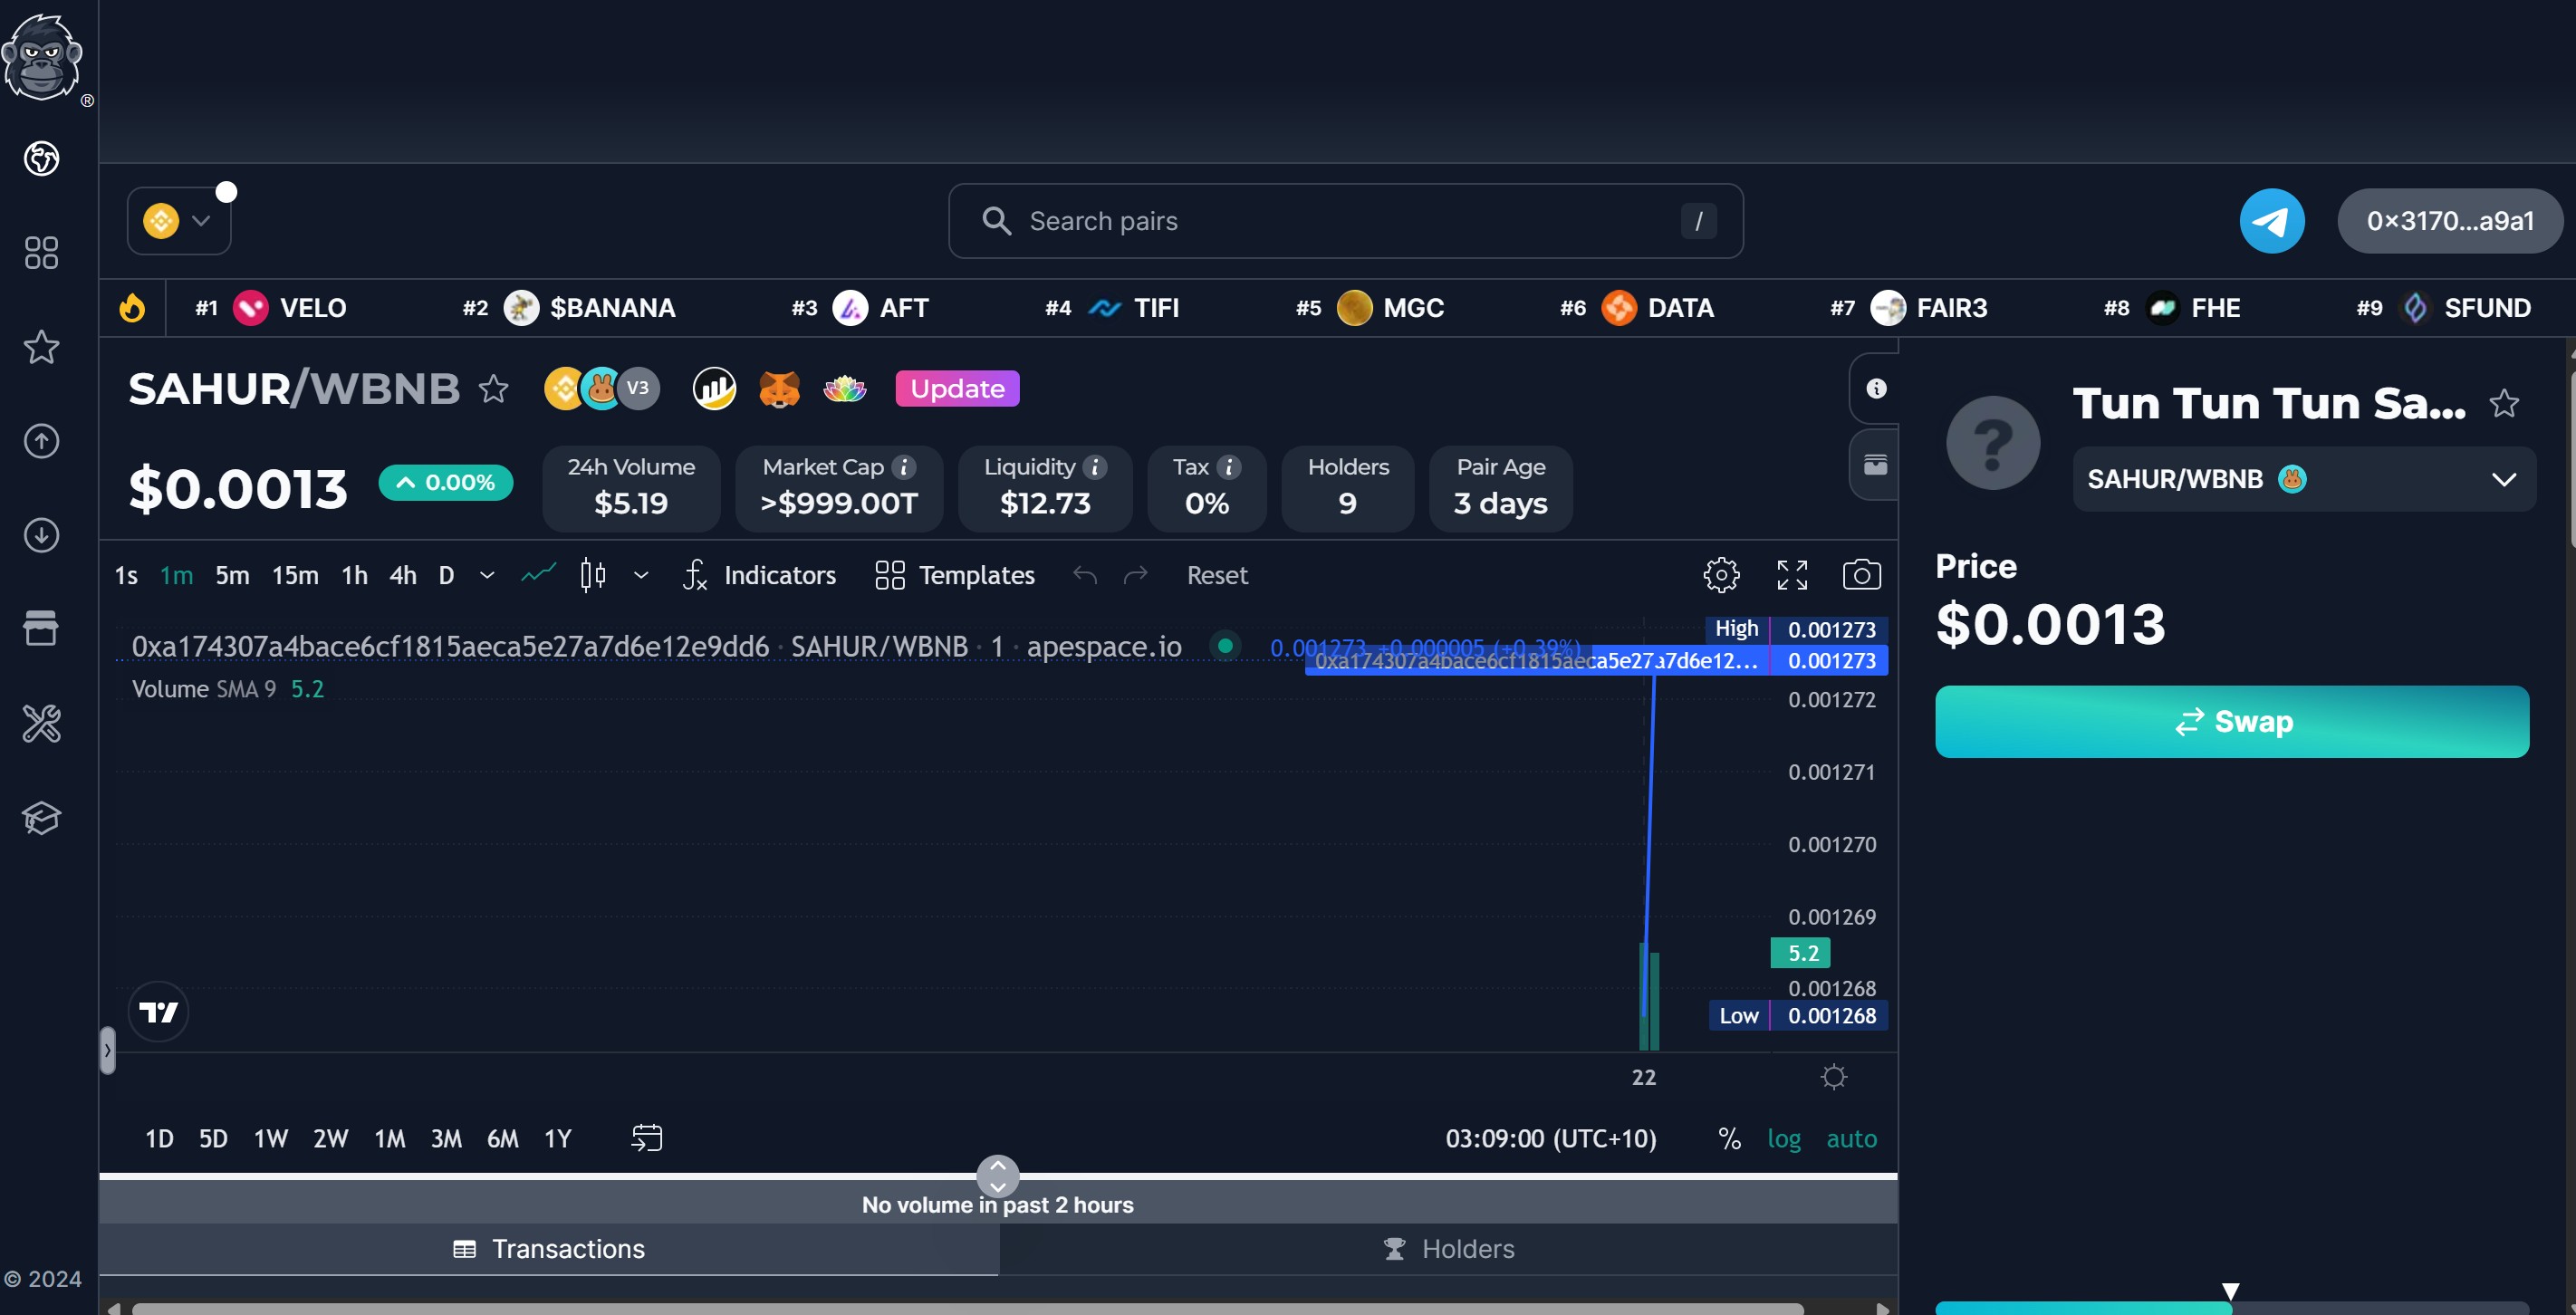 ®
Search pairs /
0×3170...a9a1
#1 VELO #2 $BANANA #3 AFT #4 TIFI #5 MGC #6 DATA #7 FAIR3 #8 FHE #9 SFUND
SAHUR/WBNB V3 Update
$0.0013 0.00%
24h Volume
$5.19
Market Cap i
>$999.00T
Liquidity i
$12.73
Tax i
0%
Holders
9
Pair Age
3 days
1s 1m 5m 15m 1h 4h D Indicators Templates Reset
0xa174307a4bace6cf1815aeca5e27a7d6e12e9dd6 · SAHUR/WBNB · 1 · apespace.io 0.001273 +0.000005 (+0.39%)
High 0.001273
0xa174307a4bace6cf1815aeca5e27a7d6e12... 0.001273
Volume SMA 9 5.2
0.001272
0.001271
0.001270
0.001269
5.2
0.001268
Low 0.001268
22
1D 5D 1W 2W 1M 3M 6M 1Y 03:09:00 (UTC+10) % log auto
No volume in past 2 hours
Transactions Holders
© 2024
Tun Tun Tun Sa...
SAHUR/WBNB
Price
$0.0013
Swap